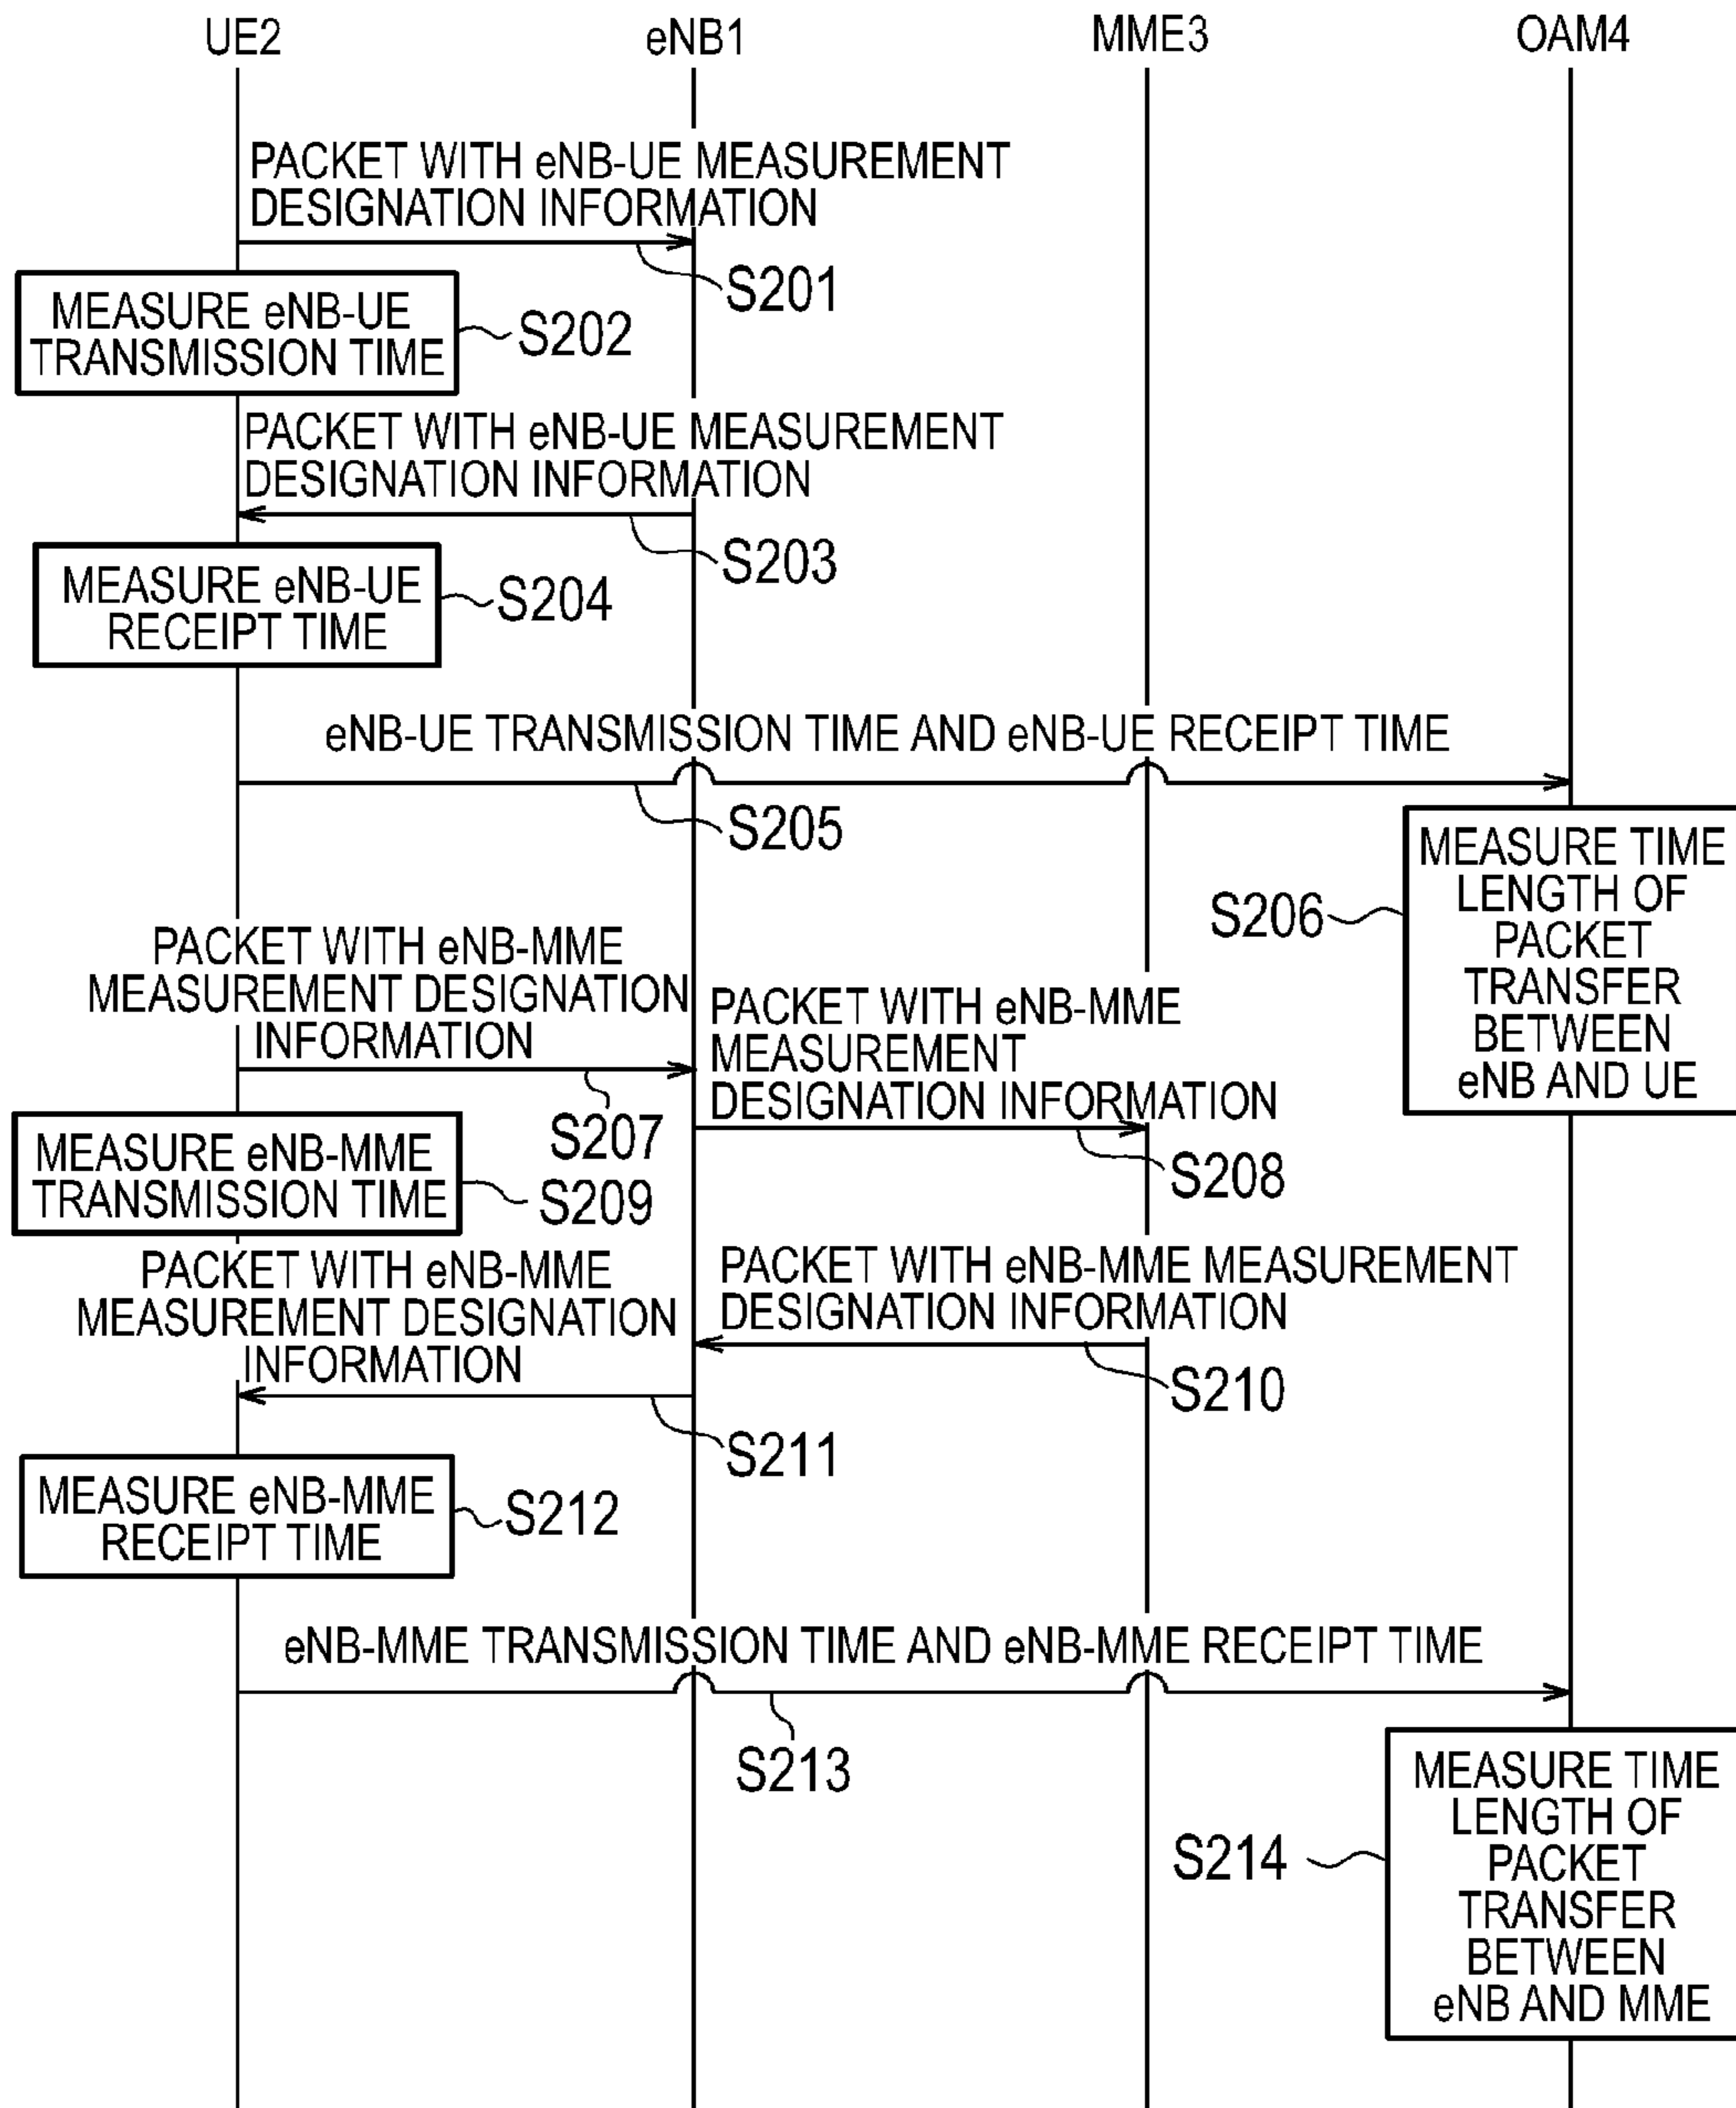 UE2
eNB1
MME3
OAM4
PACKET WITH eNB-UE MEASUREMENT
DESIGNATION INFORMATION
S201
MEASURE eNB-UE
TRANSMISSION TIME
S202
PACKET WITH eNB-UE MEASUREMENT
DESIGNATION INFORMATION
S203
MEASURE eNB-UE
RECEIPT TIME
S204
eNB-UE TRANSMISSION TIME AND eNB-UE RECEIPT TIME
S205
MEASURE TIME
LENGTH OF
PACKET
TRANSFER
BETWEEN
eNB AND UE
S206
PACKET WITH eNB-MME
MEASUREMENT DESIGNATION
INFORMATION
S207
PACKET WITH eNB-MME
MEASUREMENT
DESIGNATION INFORMATION
S208
MEASURE eNB-MME
TRANSMISSION TIME
S209
PACKET WITH eNB-MME MEASUREMENT
DESIGNATION INFORMATION
S210
PACKET WITH eNB-MME
MEASUREMENT DESIGNATION
INFORMATION
S211
MEASURE eNB-MME
RECEIPT TIME
S212
eNB-MME TRANSMISSION TIME AND eNB-MME RECEIPT TIME
S213
MEASURE TIME
LENGTH OF
PACKET
TRANSFER
BETWEEN
eNB AND MME
S214